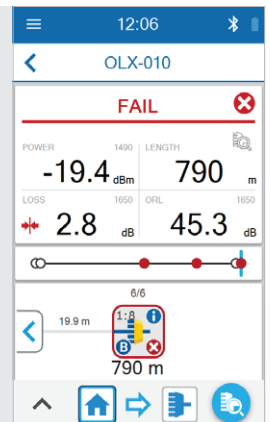 12:06
OLX-010
FAIL
POWER 1490 LENGTH
-19.4 dBm 790 m
LOSS 1650 ORL 1650
2.8 dB 45.3 dB
6/6
19.9 m
1:8
B
790 m